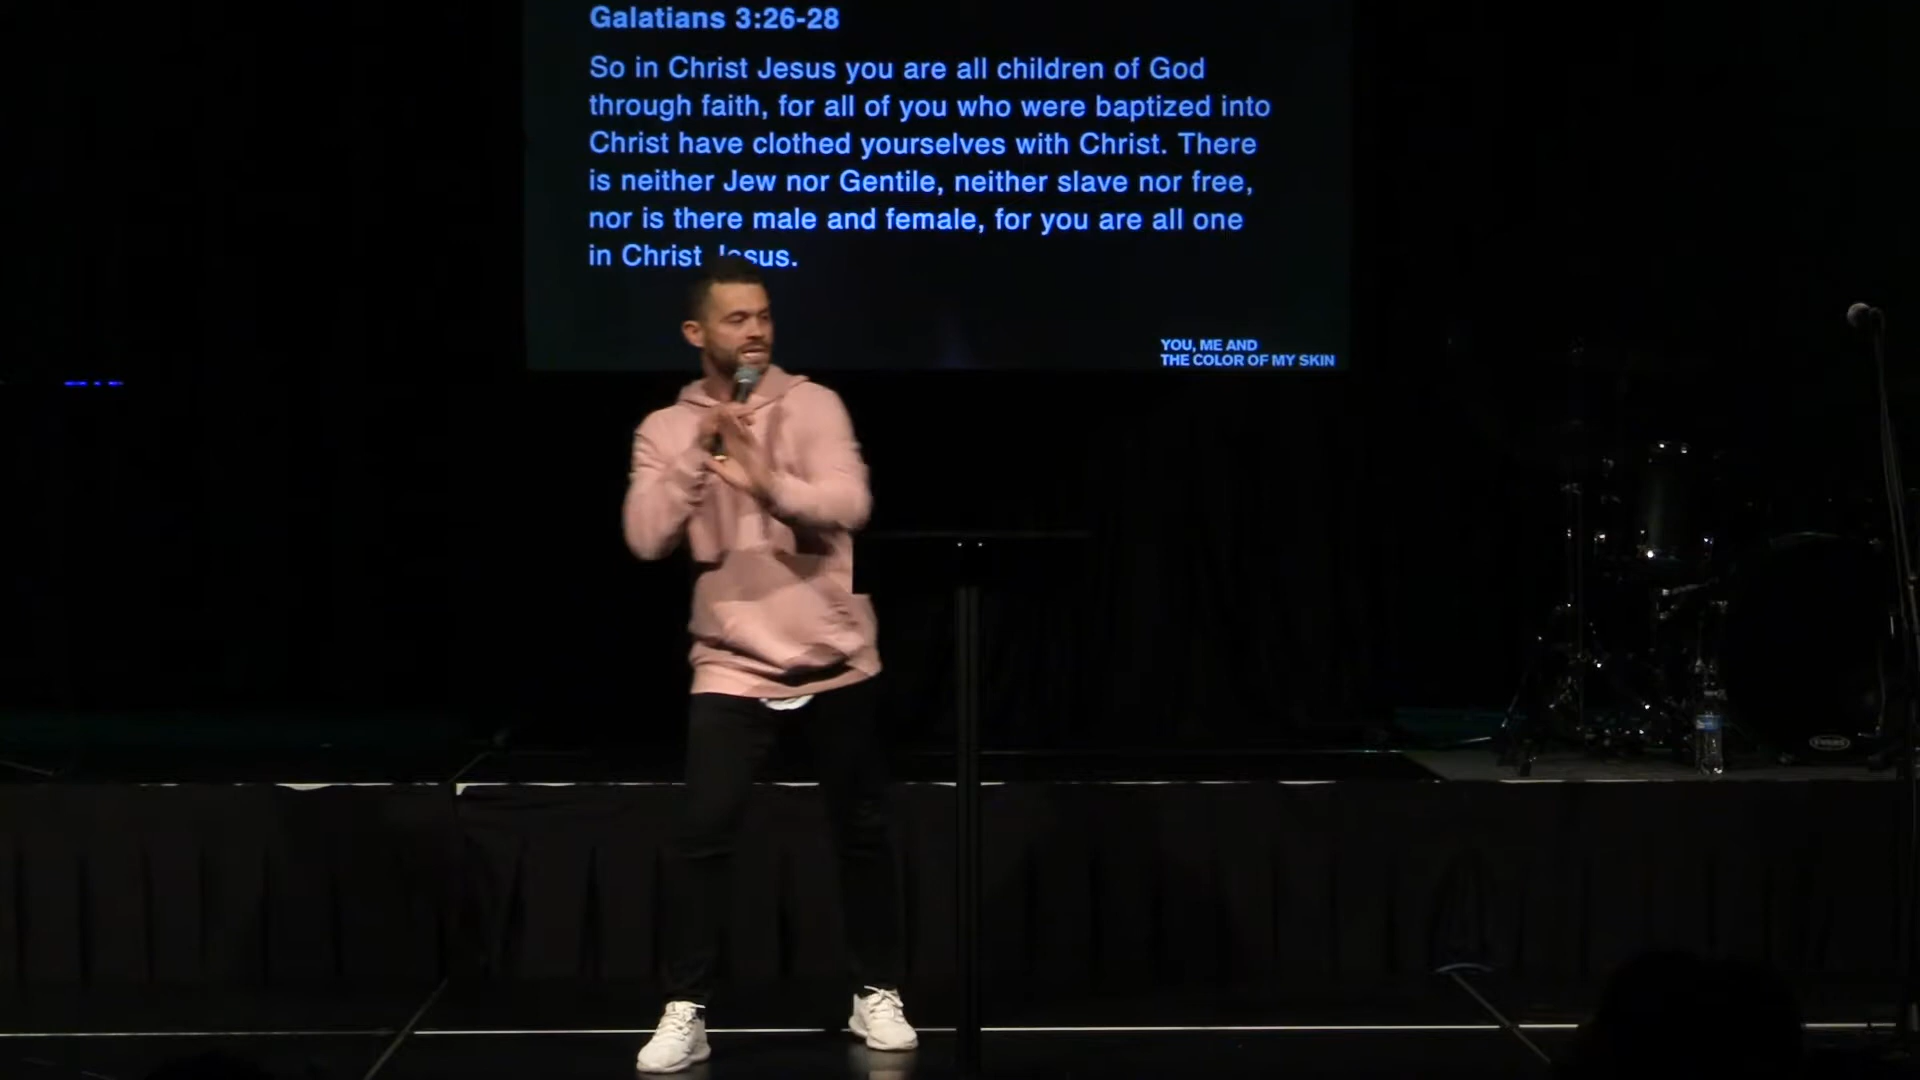 Galatians 3:26-28
So in Christ Jesus you are all children of God
through faith, for all of you who were baptized into
Christ have clothed yourselves with Christ. There
is neither Jew nor Gentile, neither slave nor free,
nor is there male and female, for you are all one
in Christ Jesus.
YOU, ME AND
THE COLOR OF MY SKIN